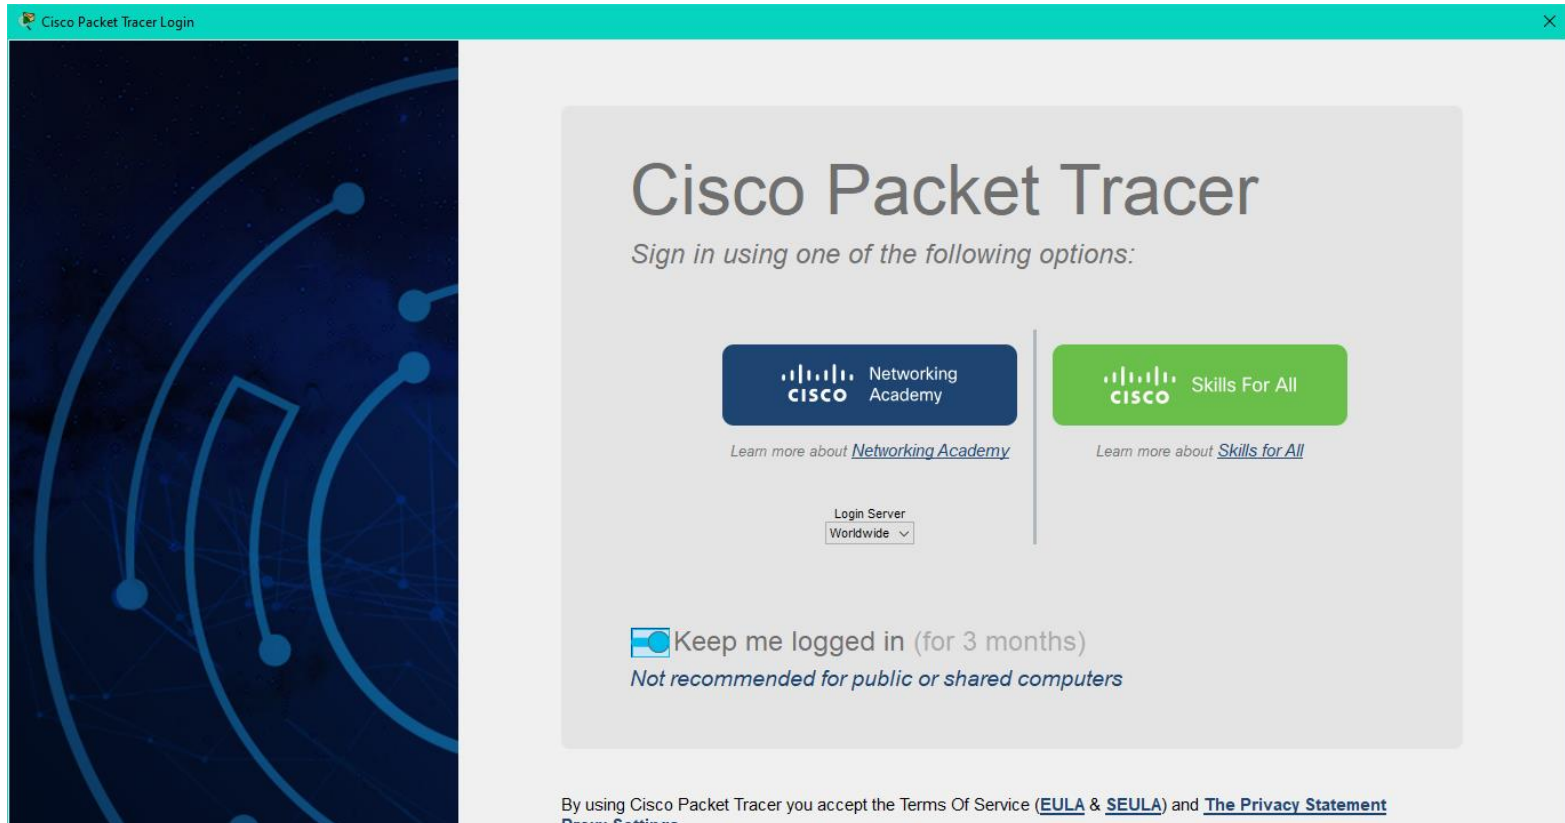 Cisco Packet Tracer Login
Cisco Packet Tracer
Sign in using one of the following options:
CISCO Networking Academy
CISCO Skills For All
Learn more about Networking Academy
Learn more about Skills for All
Login Server
Worldwide
Keep me logged in (for 3 months)
Not recommended for public or shared computers
By using Cisco Packet Tracer you accept the Terms Of Service (EULA & SEULA) and The Privacy Statement